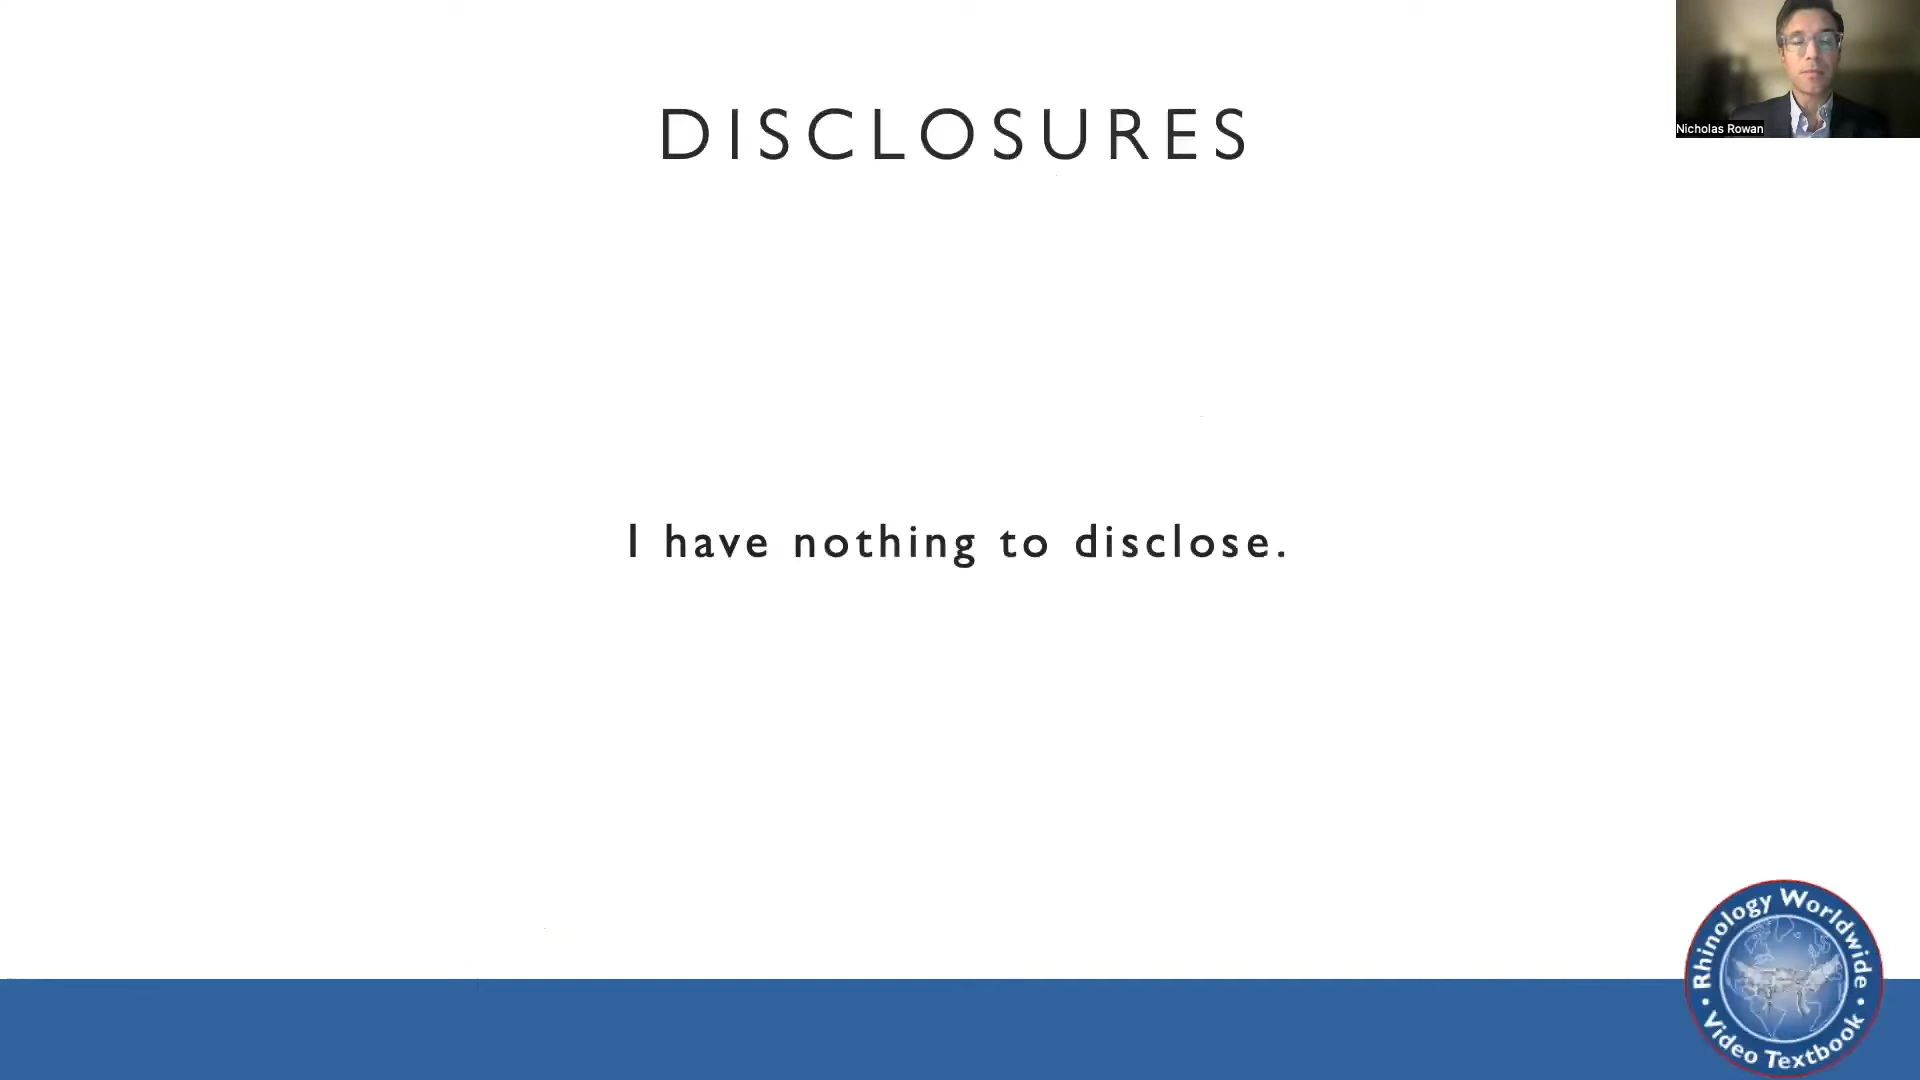 DISCLOSURES
Nicholas Rowan
I have nothing to disclose.
Rhinology Worldwide
• Video Textbook •